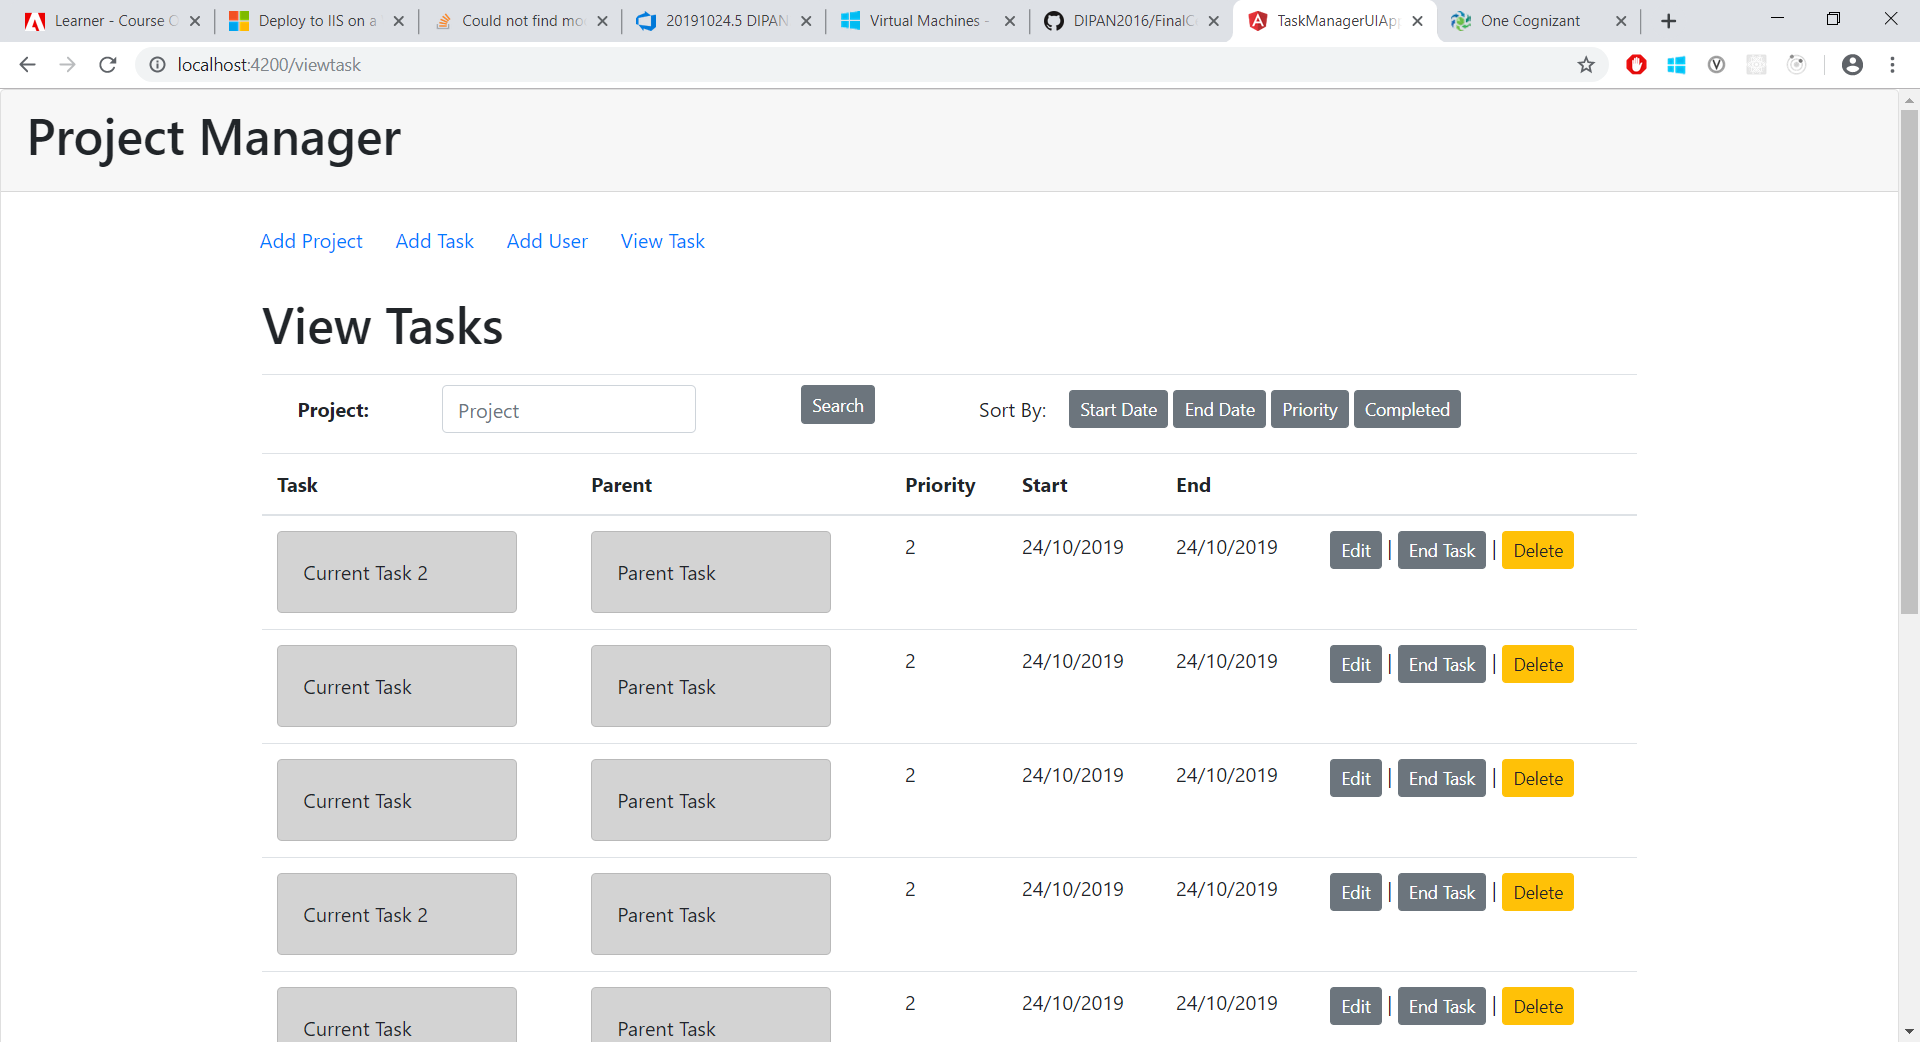 Learner - Course O
Deploy to IIS on a
Could not find mo
20191024.5 DIPAN
Virtual Machines -
DIPAN2016/FinalC
TaskManagerUIAp
One Cognizant
localhost:4200/viewtask
Project Manager
Add Project Add Task Add User View Task
View Tasks
Project: Project Search Sort By: Start Date End Date Priority Completed
Task Parent Priority Start End
Current Task 2 Parent Task 2 24/10/2019 24/10/2019 Edit | End Task | Delete
Current Task Parent Task 2 24/10/2019 24/10/2019 Edit | End Task | Delete
Current Task Parent Task 2 24/10/2019 24/10/2019 Edit | End Task | Delete
Current Task 2 Parent Task 2 24/10/2019 24/10/2019 Edit | End Task | Delete
Current Task Parent Task 2 24/10/2019 24/10/2019 Edit | End Task | Delete